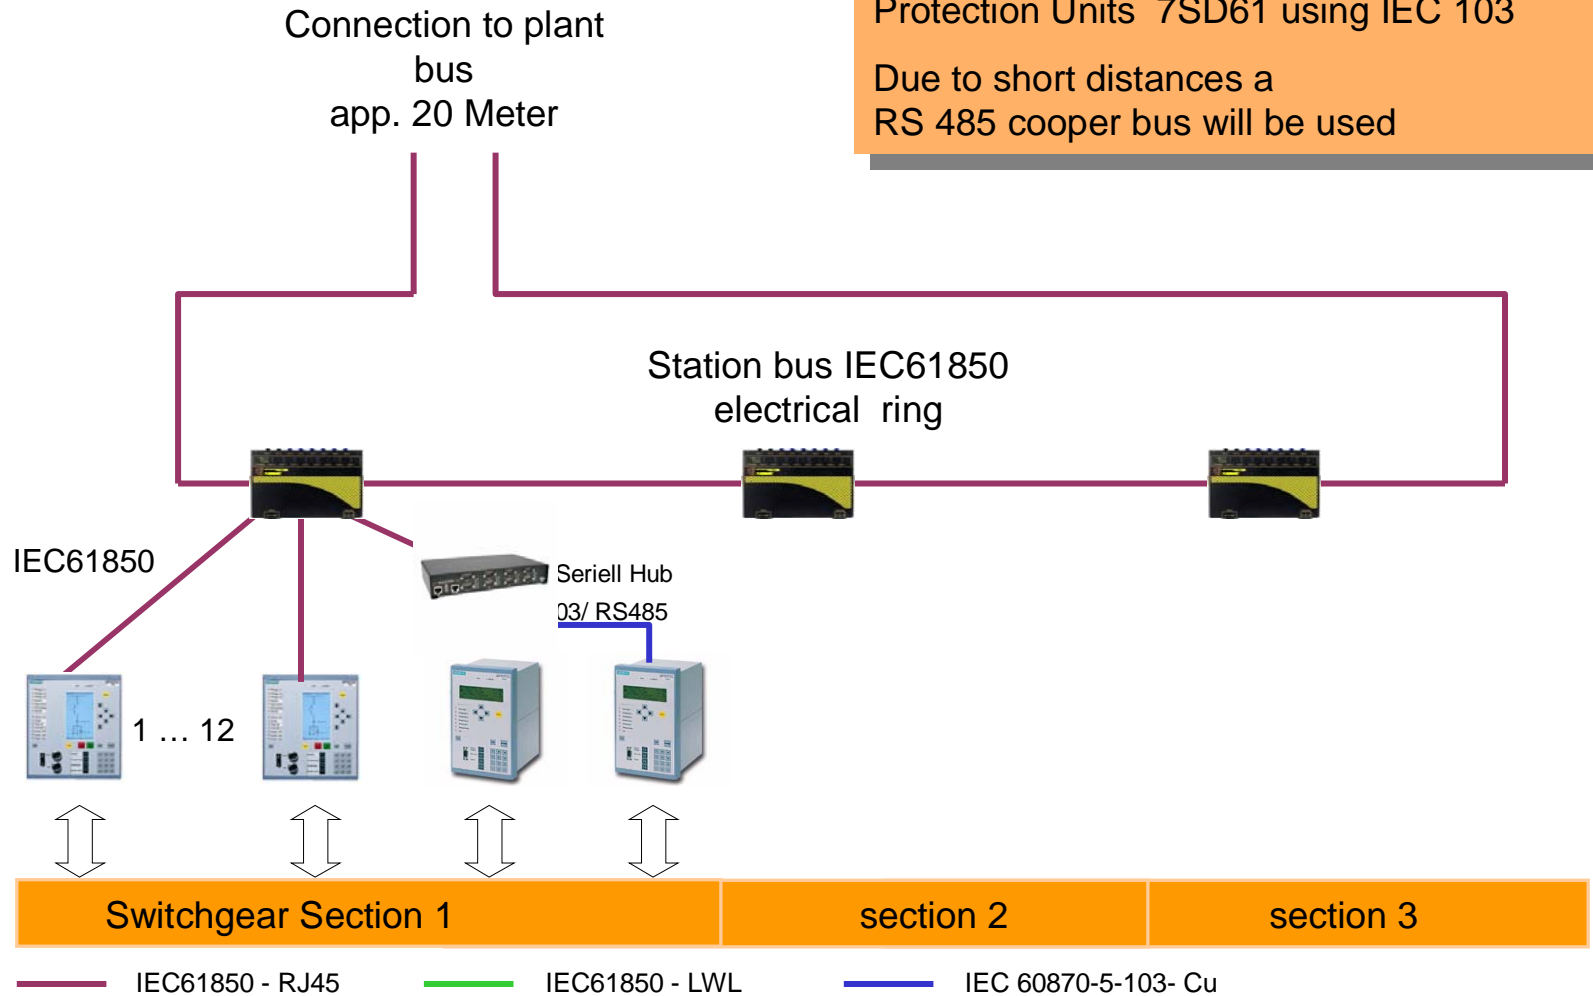 Connection to plant
bus
app. 20 Meter
Protection Units 7SD61 using IEC 103
Due to short distances a
RS 485 cooper bus will be used
Station bus IEC61850
electrical ring
IEC61850
Seriell Hub
03/ RS485
1 … 12
Switchgear Section 1
section 2
section 3
IEC61850 - RJ45
IEC61850 - LWL
IEC 60870-5-103- Cu